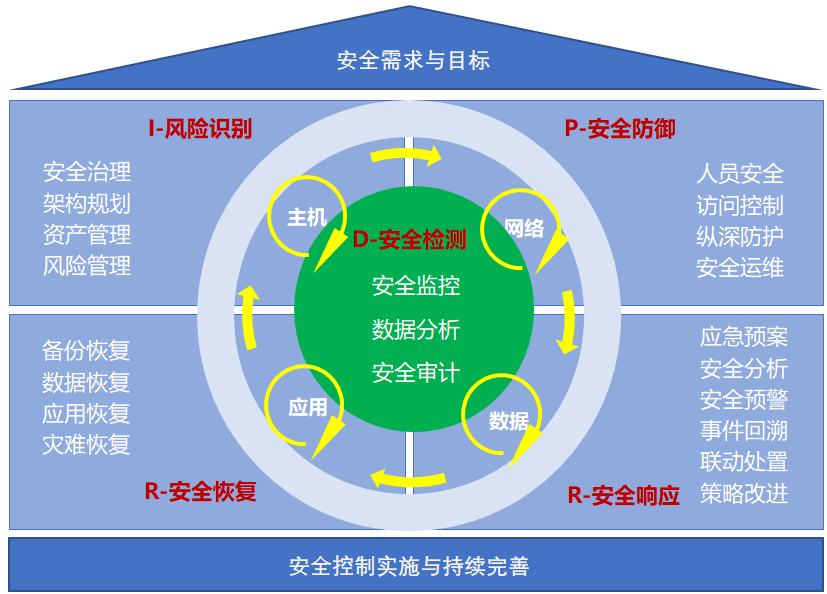 安全需求与目标
I-风险识别
安全治理
架构规划
资产管理
风险管理
P-安全防御
人员安全
访问控制
纵深防护
安全运维
主机
网络
D-安全检测
安全监控
数据分析
安全审计
应用
数据
备份恢复
数据恢复
应用恢复
灾难恢复
R-安全恢复
应急预案
安全分析
安全预警
事件回溯
联动处置
策略改进
R-安全响应
安全控制实施与持续完善